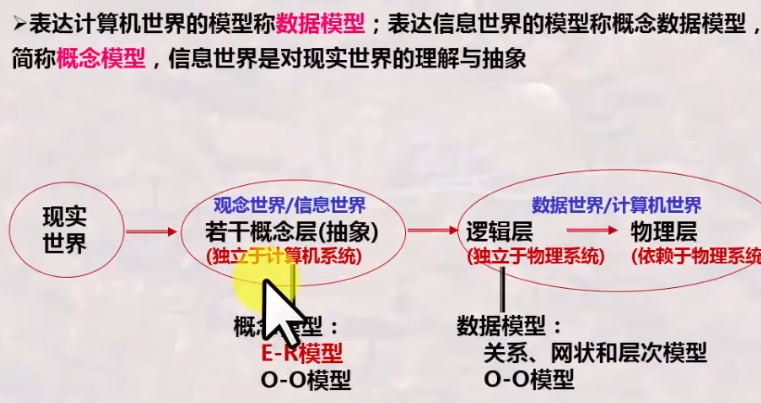 ➢表达计算机世界的模型称数据模型；表达信息世界的模型称概念数据模型，
简称概念模型，信息世界是对现实世界的理解与抽象
现实
世界
观念世界/信息世界
若干概念层(抽象)
(独立于计算机系统)
数据世界/计算机世界
逻辑层
(独立于物理系统)
物理层
(依赖于物理系统
概念模型：
E-R模型
O-O模型
数据模型：
关系、网状和层次模型
O-O模型